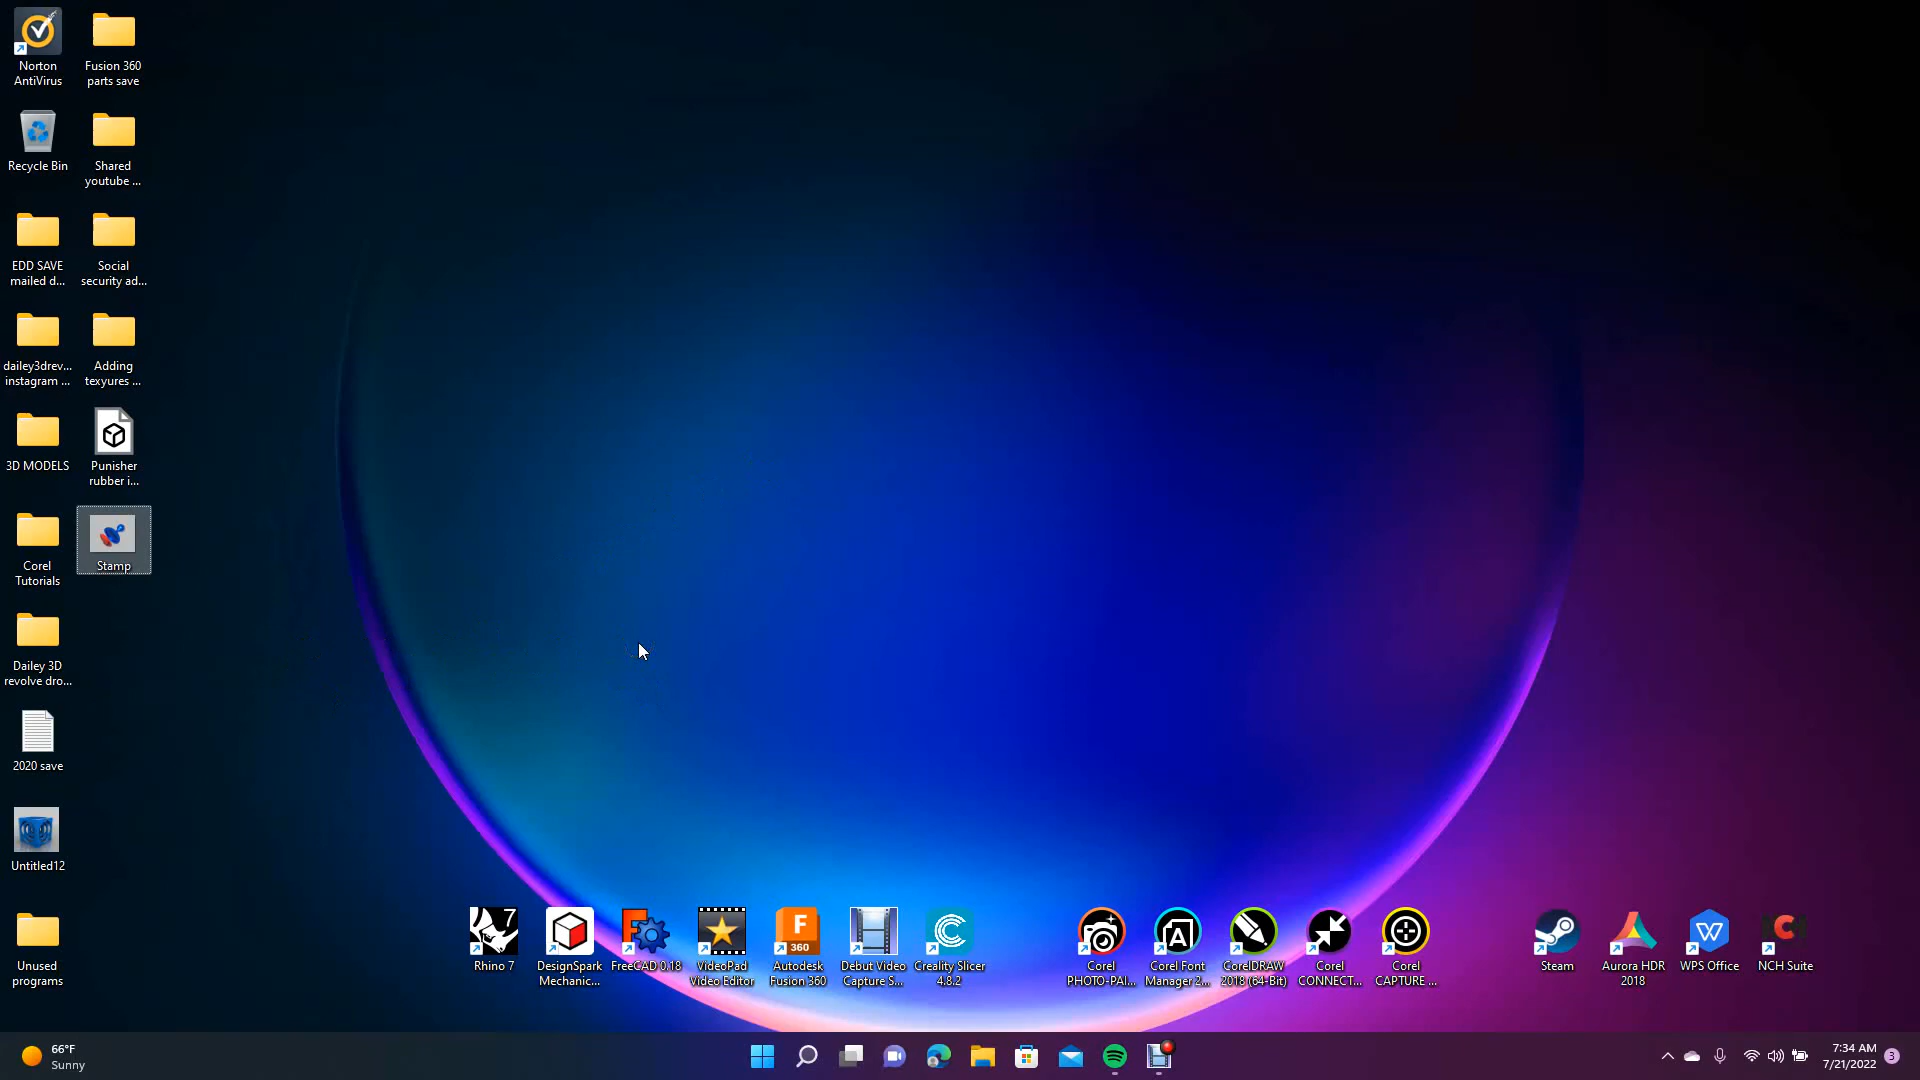 Norton
AntiVirus
Fusion 360
parts save
Recycle Bin
Shared
youtube ...
EDD SAVE
mailed d...
Social
security ad...
dailey3drev...
instagram ...
Adding
texyures ...
3D MODELS
Punisher
rubber i...
Corel
Tutorials
Stamp
Dailey 3D
revolve dro...
2020 save
Untitled12
Unused
programs
7
Rhino 7
DesignSpark
Mechanic...
FreeCAD 0.18
VideoPad
Video Editor
F
360
Autodesk
Fusion 360
Debut Video
Capture S...
Creality Slicer
4.8.2
Corel
PHOTO-PAI...
A
Corel Font
Manager 2...
CorelDRAW
2018 (64-Bit)
Corel
CONNECT...
Corel
CAPTURE ...
Steam
Aurora HDR
2018
W
WPS Office
NCH Suite
66°F
Sunny
7:34 AM
7/21/2022
3